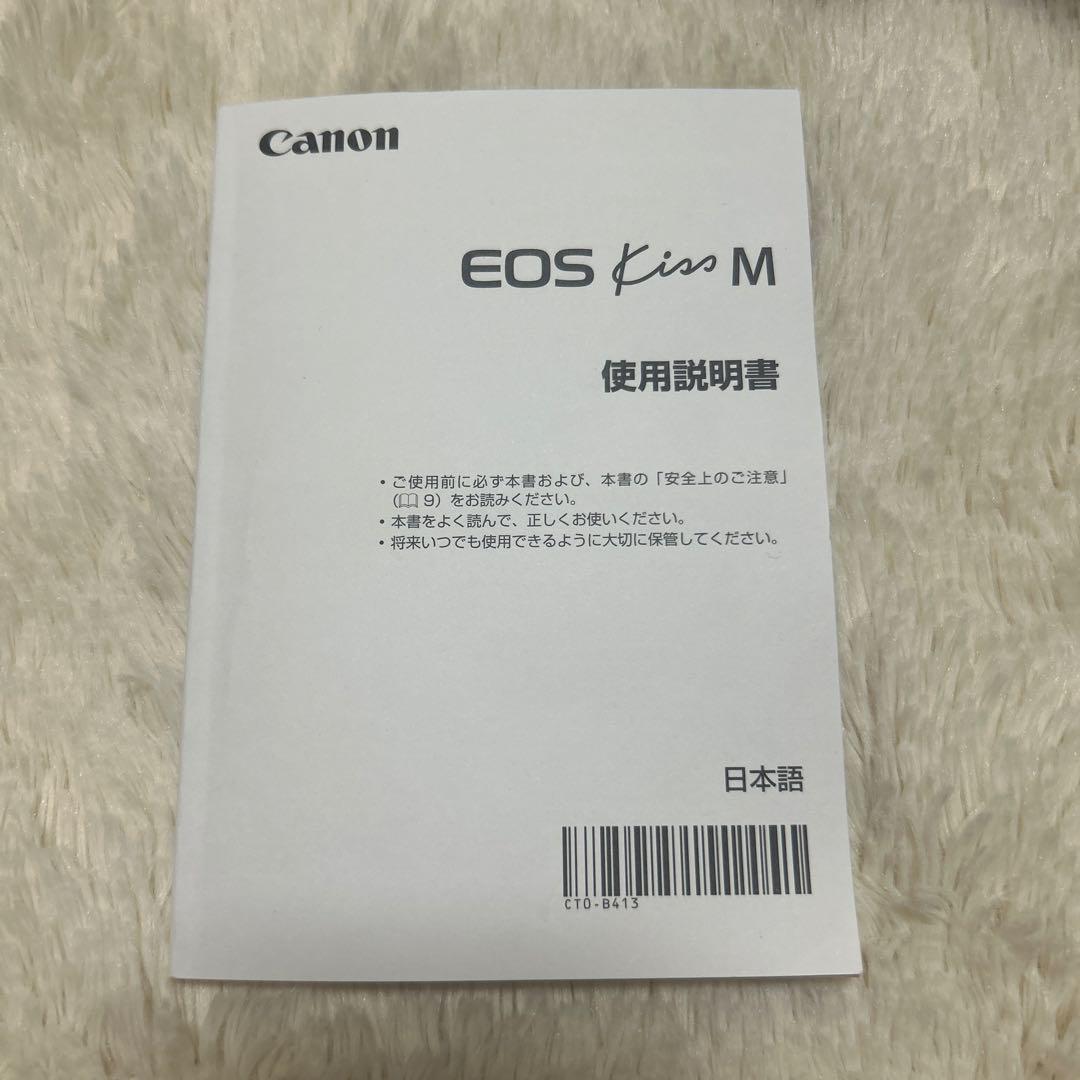 Canon
EOS Kiss M
使用説明書
・ご使用前に必ず本書および、本書の「安全上のご注意」
（📖 9）をお読みください。
・本書をよく読んで、正しくお使いください。
・将来いつでも使用できるように大切に保管してください。
日本語
CT0-B413